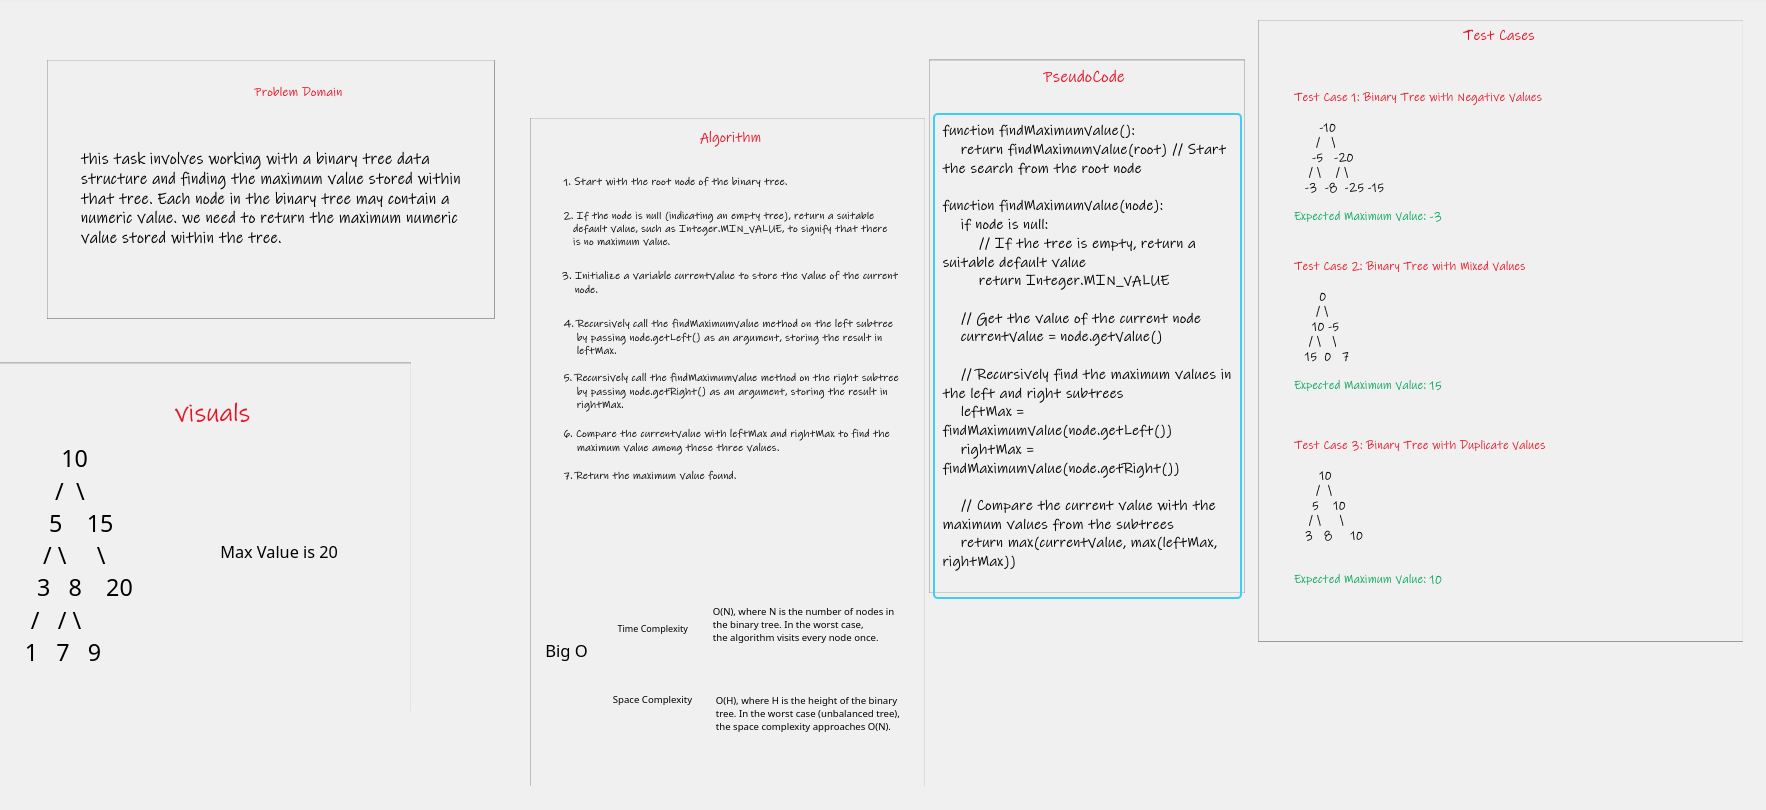 Problem Domain
this task involves working with a binary tree data
structure and finding the maximum value stored within
that tree. Each node in the binary tree may contain a
numeric value. we need to return the maximum numeric
value stored within the tree.
Visuals
10
/ \
5 15
/ \ \
3 8 20
/ / \
1 7 9
Max Value is 20
Algorithm
1. Start with the root node of the binary tree.
2. If the node is null (indicating an empty tree), return a suitable
default value, such as Integer.MIN_VALUE, to signify that there
is no maximum value.
3. Initialize a variable currentValue to store the value of the current
node.
4. Recursively call the findMaximumValue method on the left subtree
by passing node.getLeft() as an argument, storing the result in
leftMax.
5. Recursively call the findMaximumValue method on the right subtree
by passing node.getRight() as an argument, storing the result in
rightMax.
6. Compare the currentValue with leftMax and rightMax to find the
maximum value among these three values.
7. Return the maximum value found.
Big O
Time Complexity
O(N), where N is the number of nodes in
the binary tree. In the worst case,
the algorithm visits every node once.
Space Complexity
O(H), where H is the height of the binary
tree. In the worst case (unbalanced tree),
the space complexity approaches O(N).
PseudoCode
function findMaximumValue():
return findMaximumValue(root) // Start
the search from the root node
function findMaximumValue(node):
if node is null:
// If the tree is empty, return a
suitable default value
return Integer.MIN_VALUE
// Get the value of the current node
currentValue = node.getValue()
// Recursively find the maximum values in
the left and right subtrees
leftMax =
findMaximumValue(node.getLeft())
rightMax =
findMaximumValue(node.getRight())
// Compare the current value with the
maximum values from the subtrees
return max(currentValue, max(leftMax,
rightMax))
Test Cases
Test Case 1: Binary Tree with Negative Values
-10
/ \
-5 -20
/ \ / \
-3 -8 -25 -15
Expected Maximum Value: -3
Test Case 2: Binary Tree with Mixed Values
0
/ \
10 -5
/ \ \
15 0 7
Expected Maximum Value: 15
Test Case 3: Binary Tree with Duplicate Values
10
/ \
5 10
/ \ \
3 8 10
Expected Maximum Value: 10